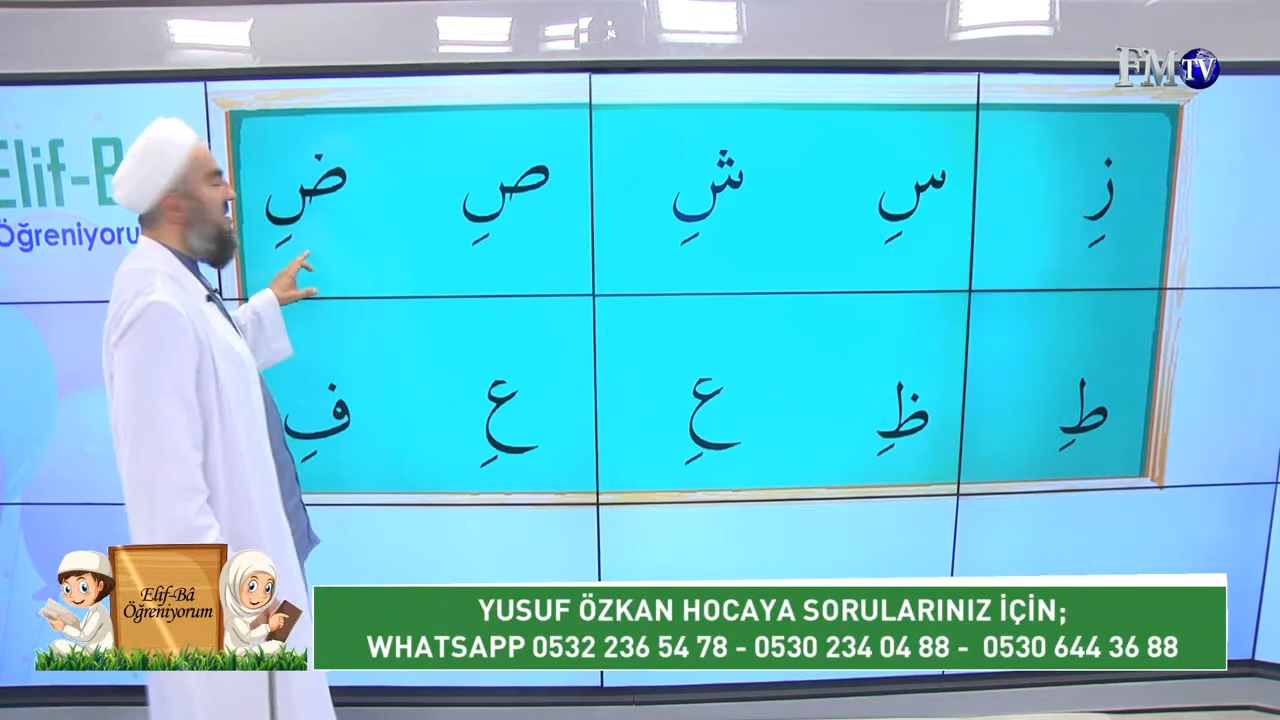 FM TV
Elif-B
Öğreniyoru
زِ سِ شِ صِ ضِ
طِ ظِ عِ عِ فِ
Elif-Bâ
Öğreniyorum
YUSUF ÖZKAN HOCAYA SORULARINIZ İÇİN;
WHATSAPP 0532 236 54 78 - 0530 234 04 88 - 0530 644 36 88